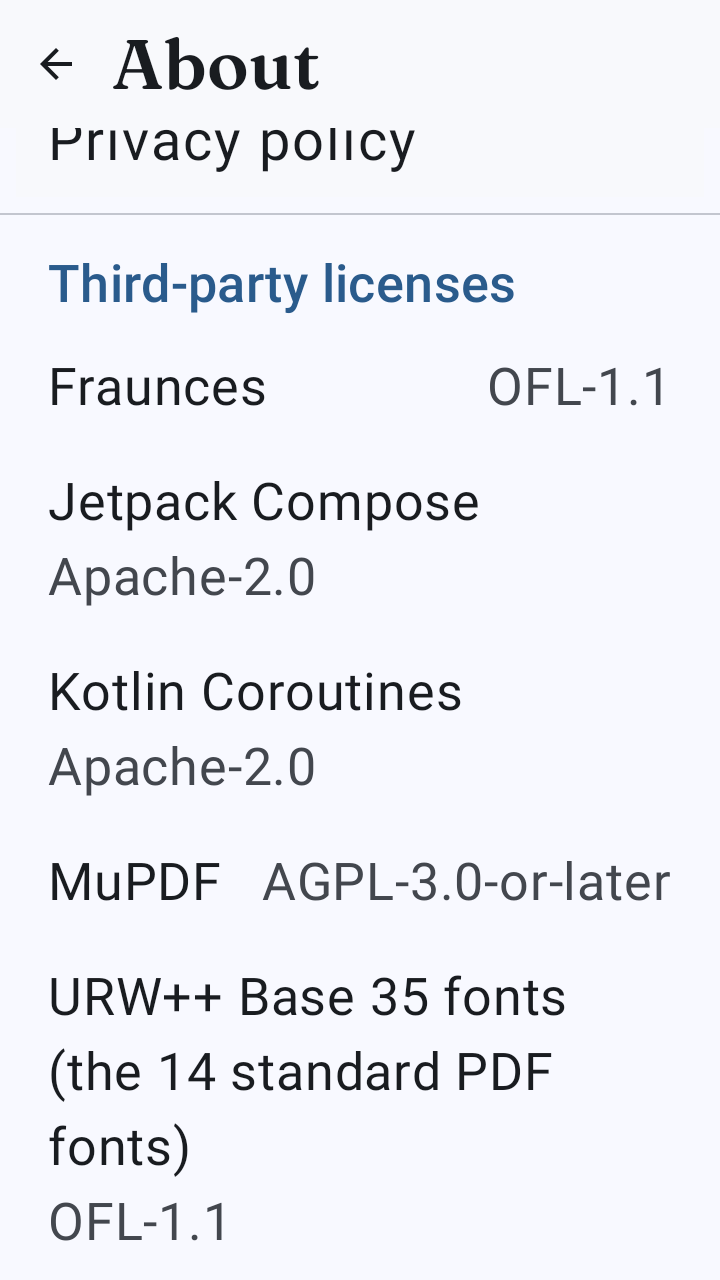 About
Privacy policy
Third-party licenses
Fraunces OFL-1.1
Jetpack Compose
Apache-2.0
Kotlin Coroutines
Apache-2.0
MuPDF AGPL-3.0-or-later
URW++ Base 35 fonts
(the 14 standard PDF
fonts)
OFL-1.1